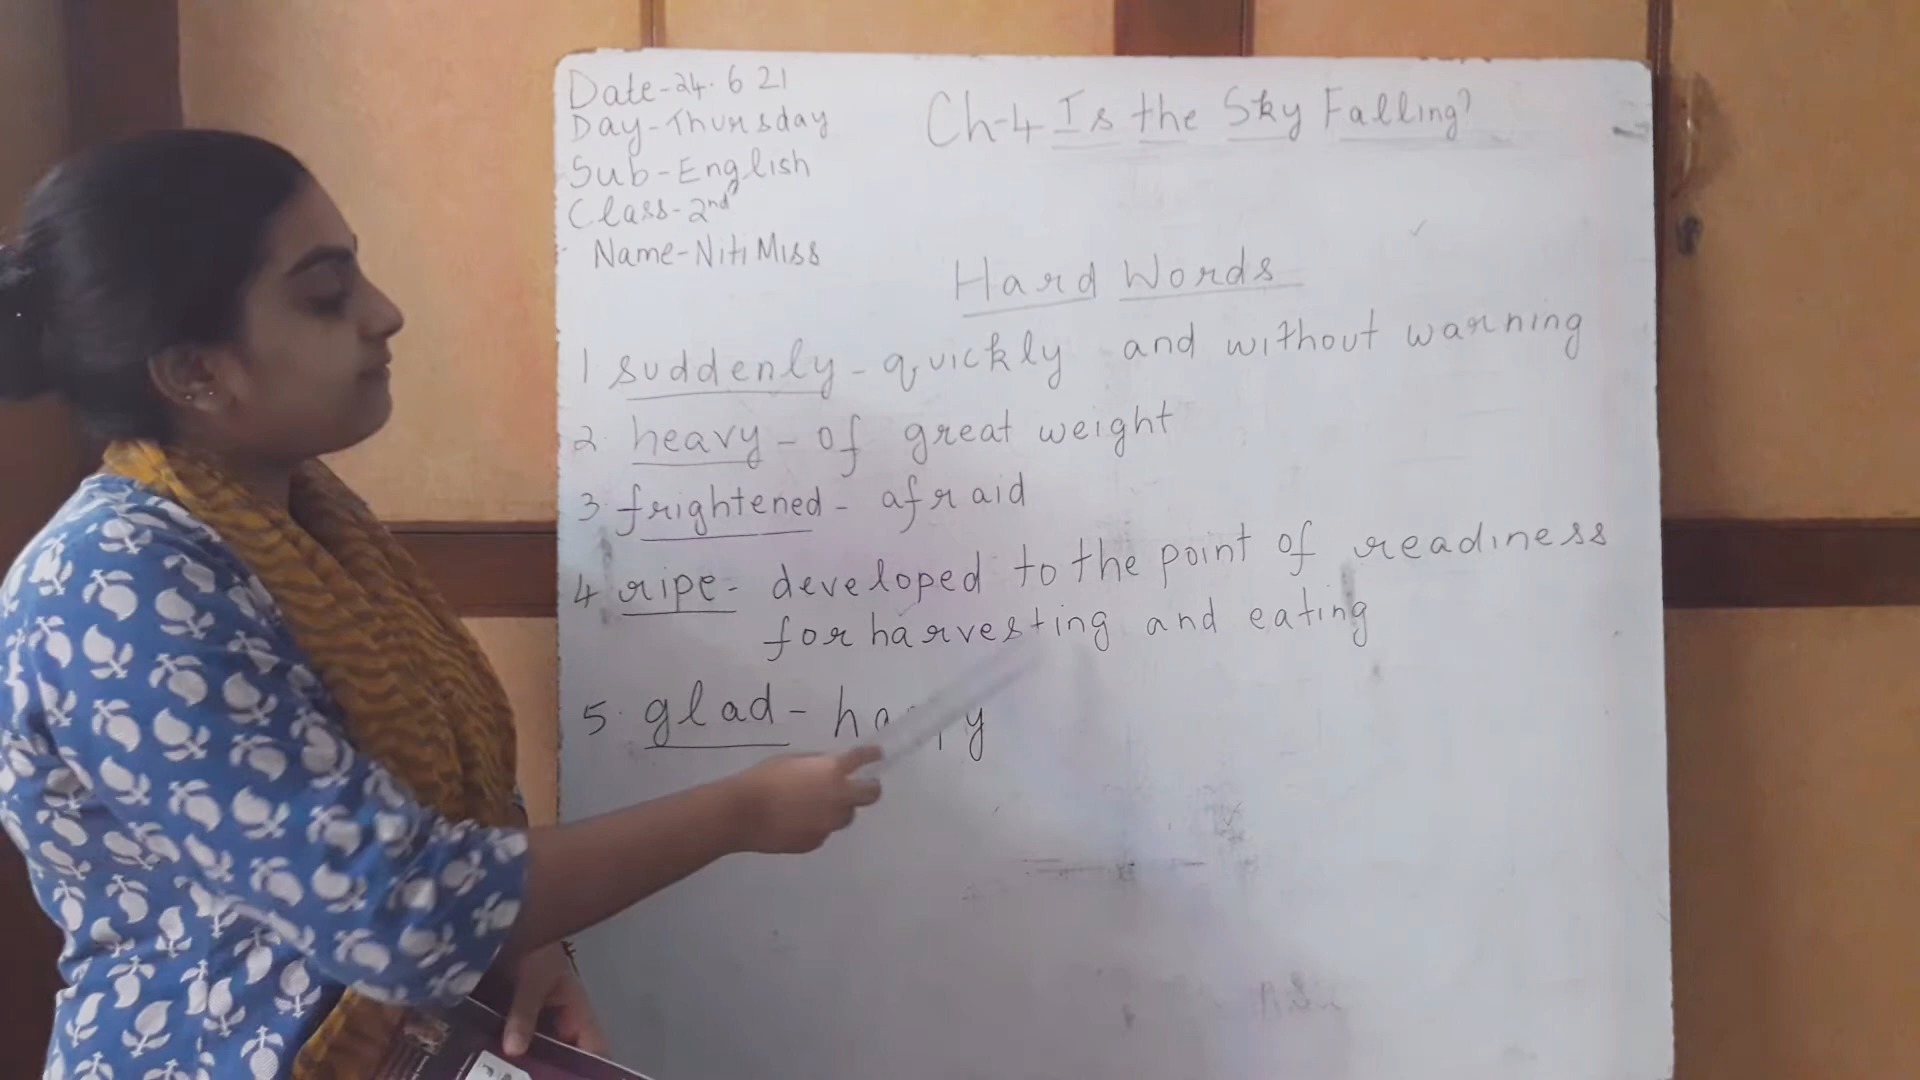 Date-24.6 21
Day-Thursday
Sub-English
Class-2nd
Name-Niti Miss
Ch-4 Is the Sky Falling?
Hard Words
1 suddenly - quickly and without warning
2. heavy - of great weight
3. frightened - afraid
4 ripe - developed to the point of readiness
for harvesting and eating
5. glad - happy